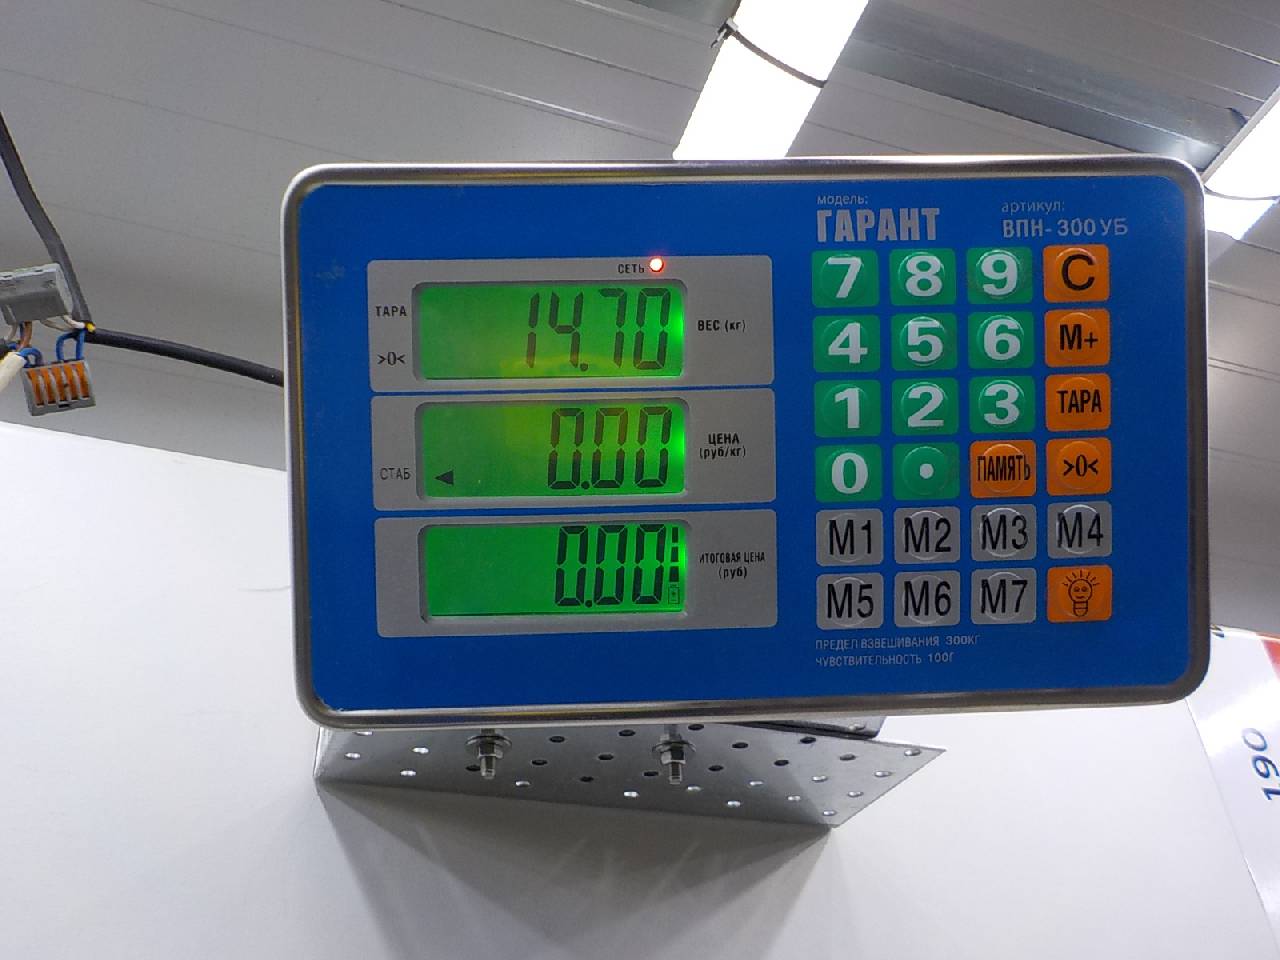 модель:
ГАРАНТ
артикул:
ВПН-300УБ
СЕТЬ
ТАРА
>0<
14.70
ВЕС (кг)
СТАБ
0.00
ЦЕНА
(руб/кг)
0.00
ИТОГОВАЯ ЦЕНА
(руб)
7 8 9 C
4 5 6 M+
1 2 3 ТАРА
0 . ПАМЯТЬ >0<
M1 M2 M3 M4
M5 M6 M7
ПРЕДЕЛ ВЗВЕШИВАНИЯ 300КГ
ЧУВСТВИТЕЛЬНОСТЬ 100Г
190